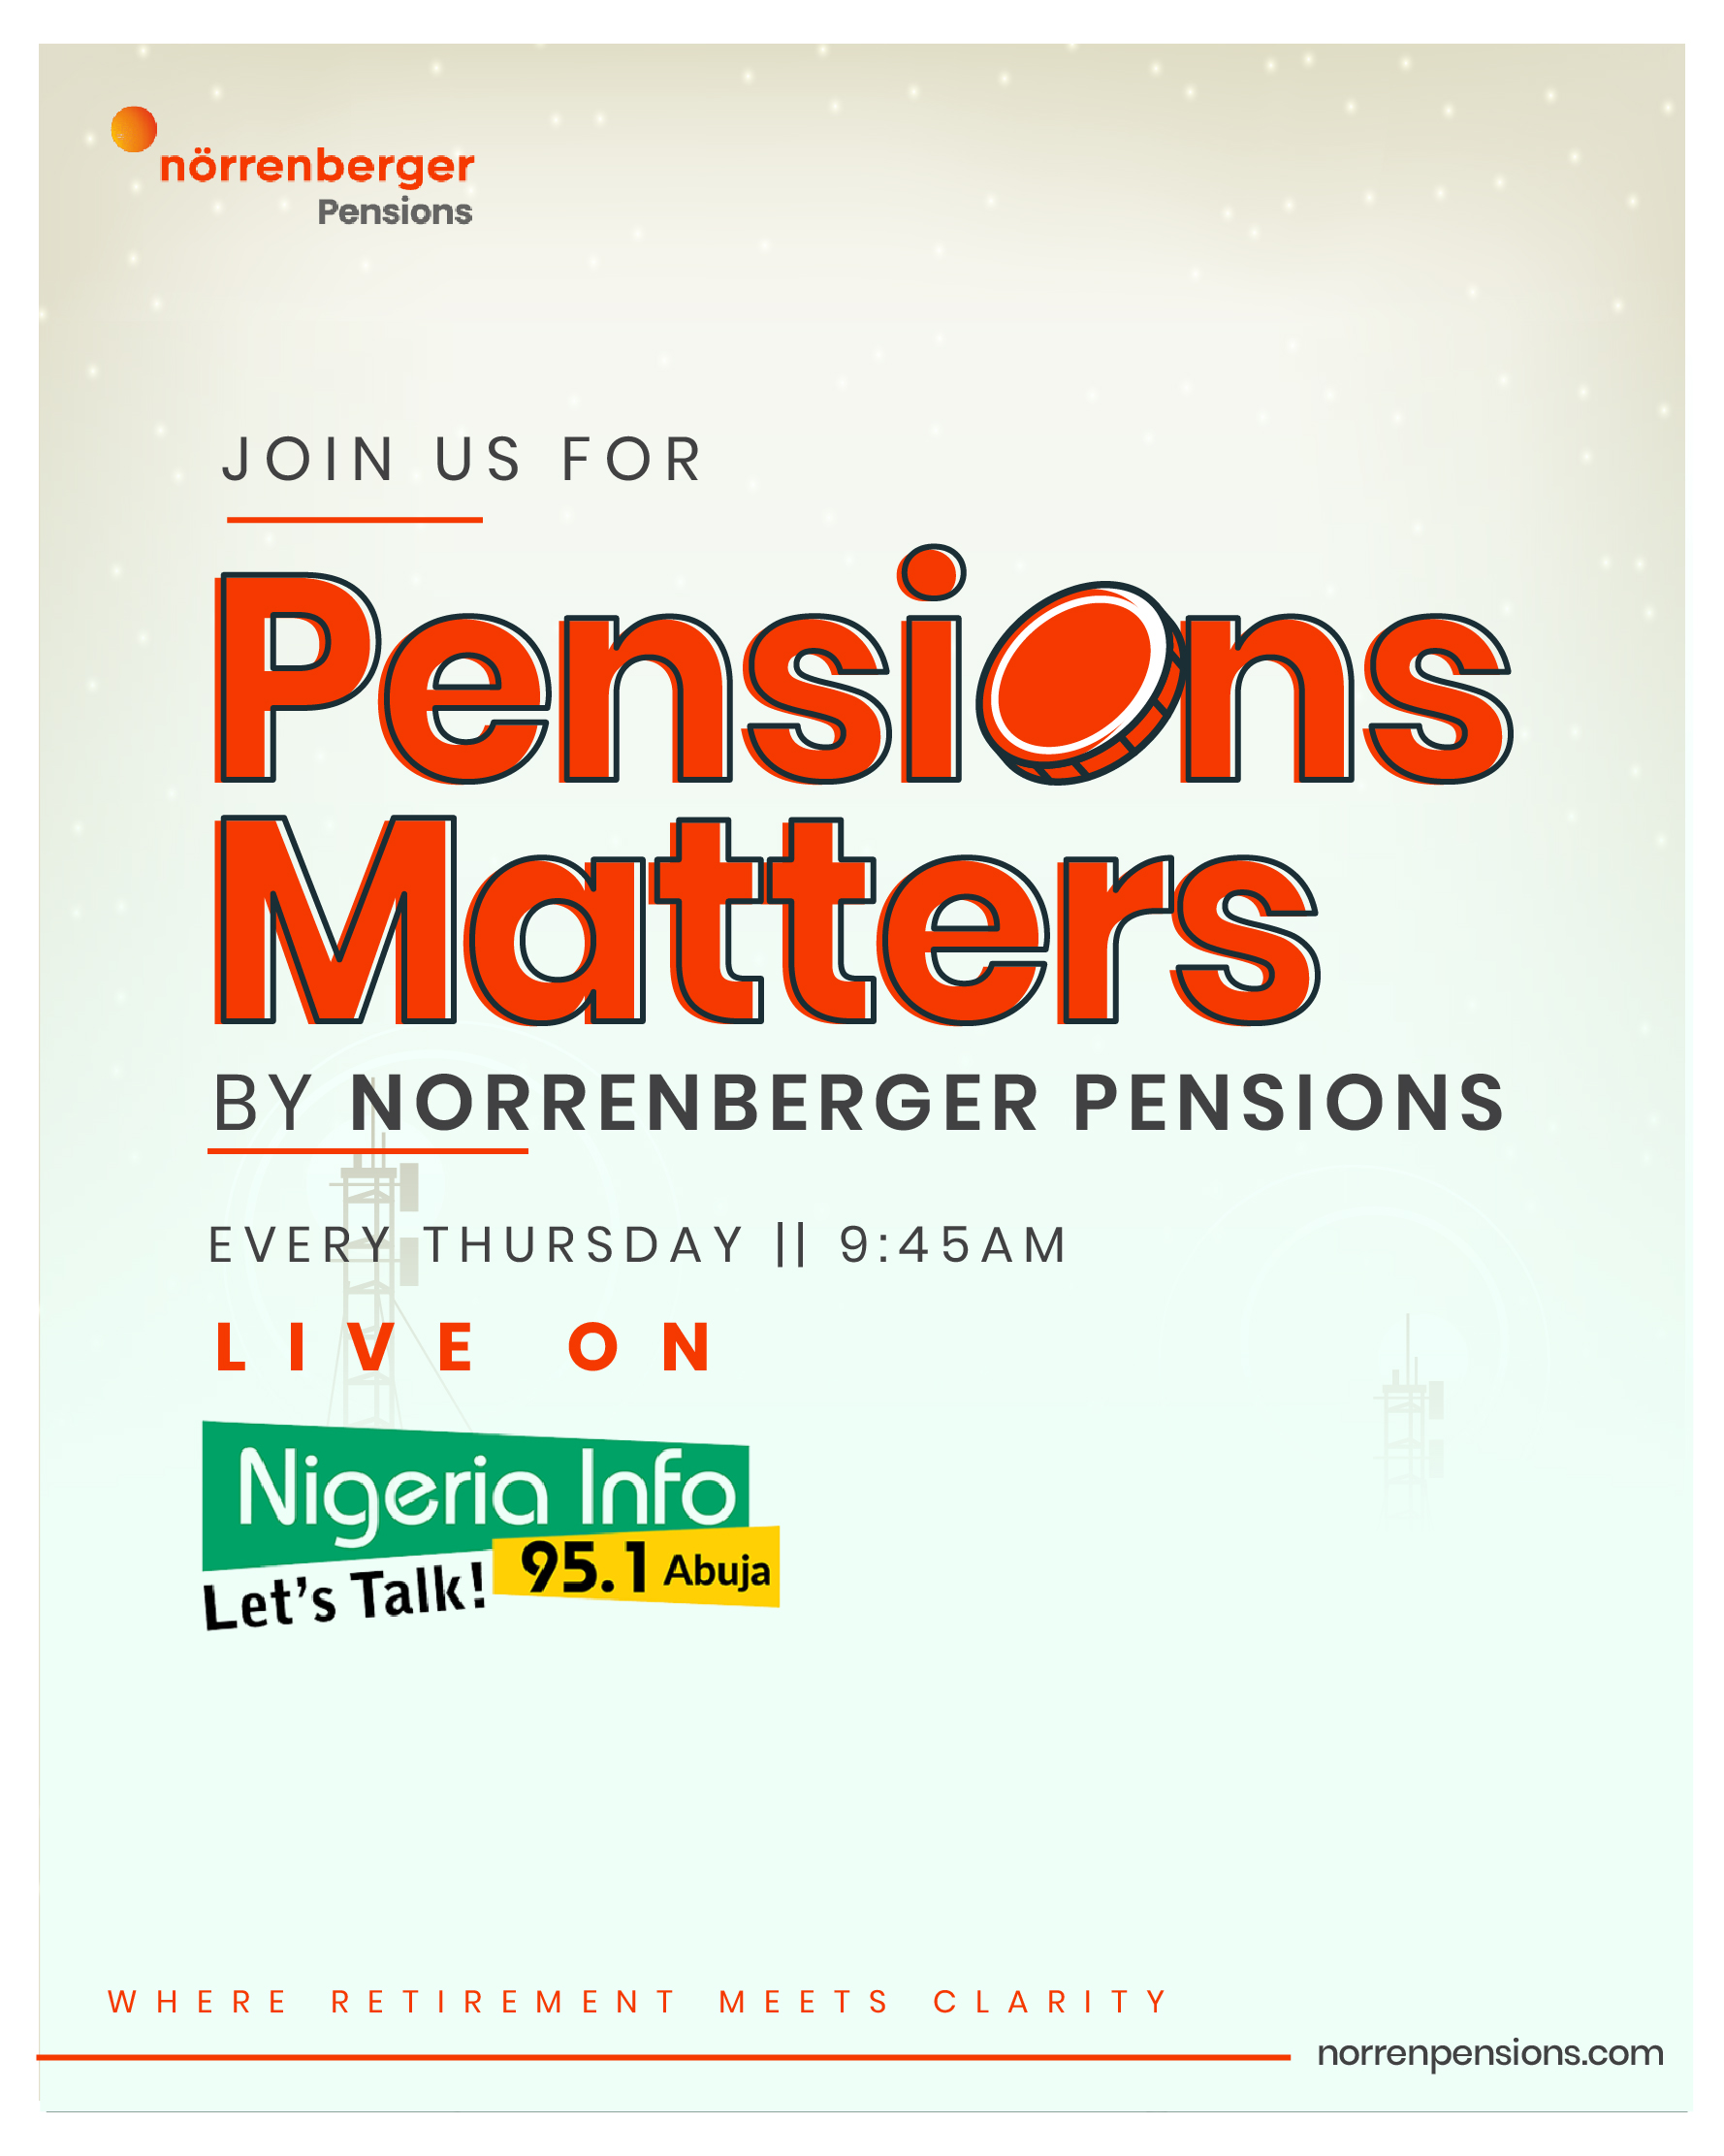 nörrenberger
Pensions
JOIN US FOR
Pensions
Matters
BY NORRENBERGER PENSIONS
EVERY THURSDAY || 9:45AM
LIVE ON
Nigeria Info
95.1 Abuja
Let's Talk!
WHERE RETIREMENT MEETS CLARITY
norrenpensions.com